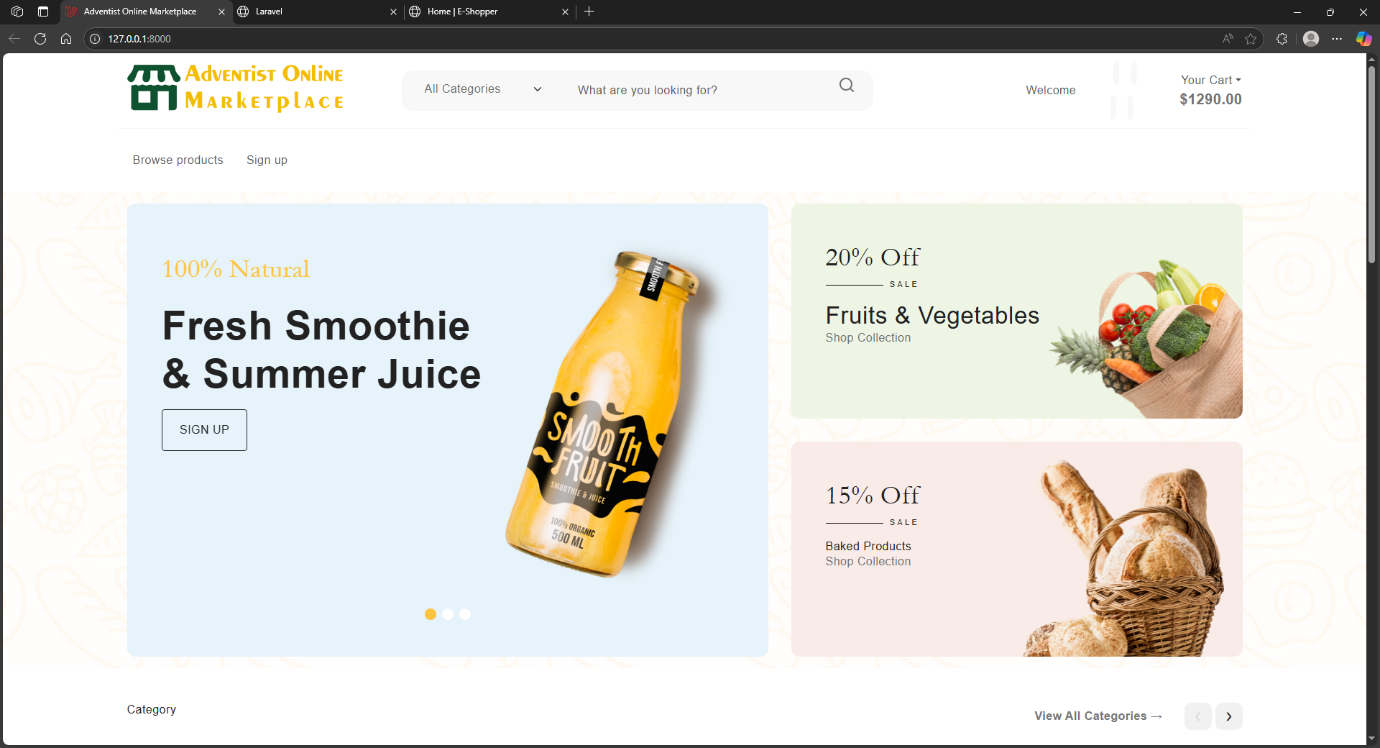 Adventist Online Marketplace
Laravel
Home | E-Shopper
127.0.0.1:8000
Adventist Online
Marketplace
All Categories
What are you looking for?
Welcome
Your Cart
$1290.00
Browse products
Sign up
100% Natural
Fresh Smoothie
& Summer Juice
SIGN UP
SMOOTH
FRUIT
SMOOTHIE & JUICE
100% ORGANIC
500 ML
20% Off
SALE
Fruits & Vegetables
Shop Collection
15% Off
SALE
Baked Products
Shop Collection
Category
View All Categories →